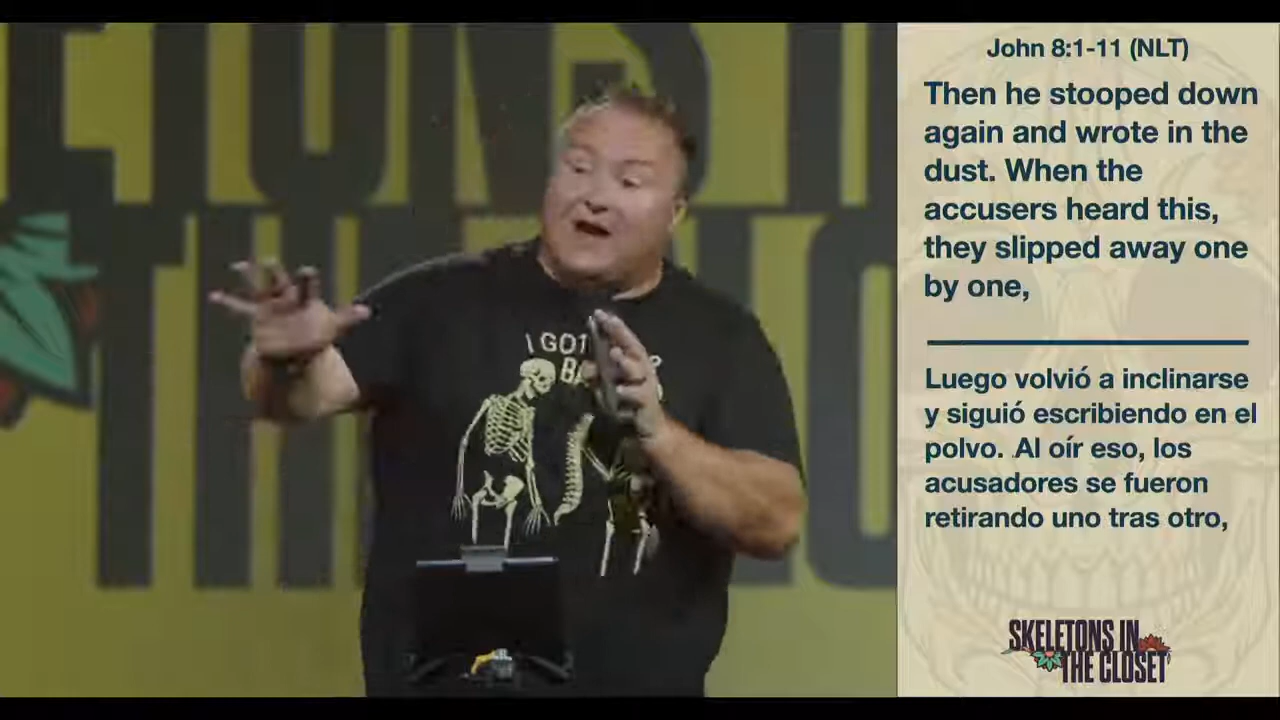 John 8:1-11 (NLT)
Then he stooped down
again and wrote in the
dust. When the
accusers heard this,
they slipped away one
by one,
Luego volvió a inclinarse
y siguió escribiendo en el
polvo. Al oír eso, los
acusadores se fueron
retirando uno tras otro,
SKELETONS IN
THE CLOSET
I GOT